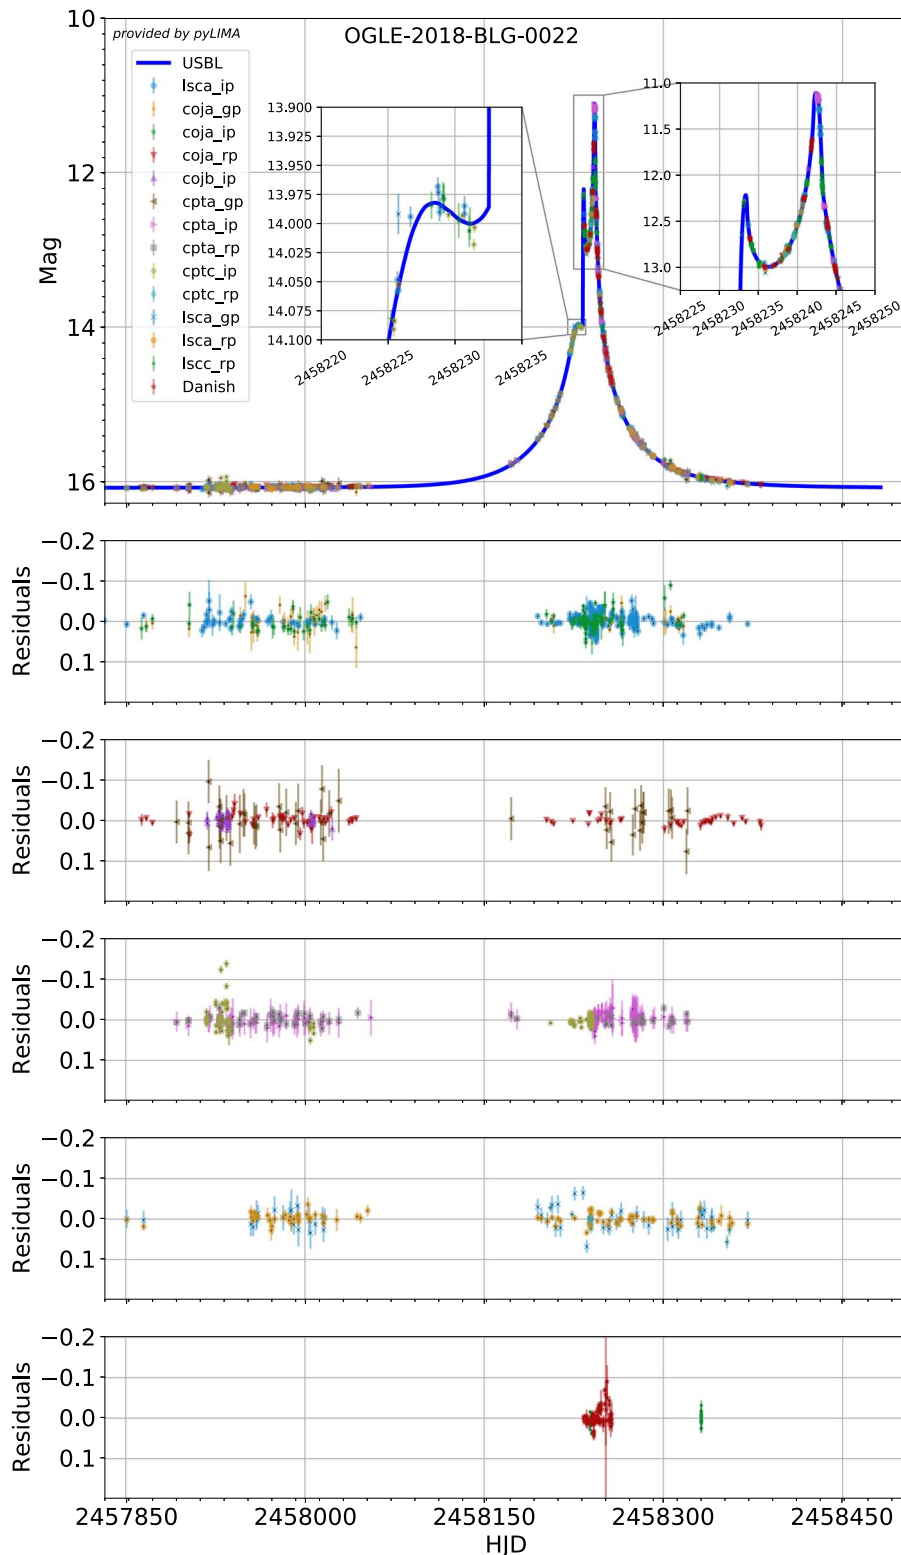 provided by pyLIMA
OGLE-2018-BLG-0022
USBL
lsca_ip
coja_gp
coja_ip
coja_rp
cojb_ip
cpta_gp
cpta_ip
cpta_rp
cptc_ip
cptc_rp
lsca_gp
lsca_rp
lscc_rp
Danish
Mag
10
12
14
16
13.900
13.925
13.950
13.975
14.000
14.025
14.050
14.075
14.100
2458220
2458225
2458230
2458235
11.0
11.5
12.0
12.5
13.0
2458225
2458230
2458235
2458240
2458245
2458250
Residuals
−0.2
−0.1
0.0
0.1
Residuals
−0.2
−0.1
0.0
0.1
Residuals
−0.2
−0.1
0.0
0.1
Residuals
−0.2
−0.1
0.0
0.1
Residuals
−0.2
−0.1
0.0
0.1
2457850 2458000 2458150 2458300 2458450
HJD